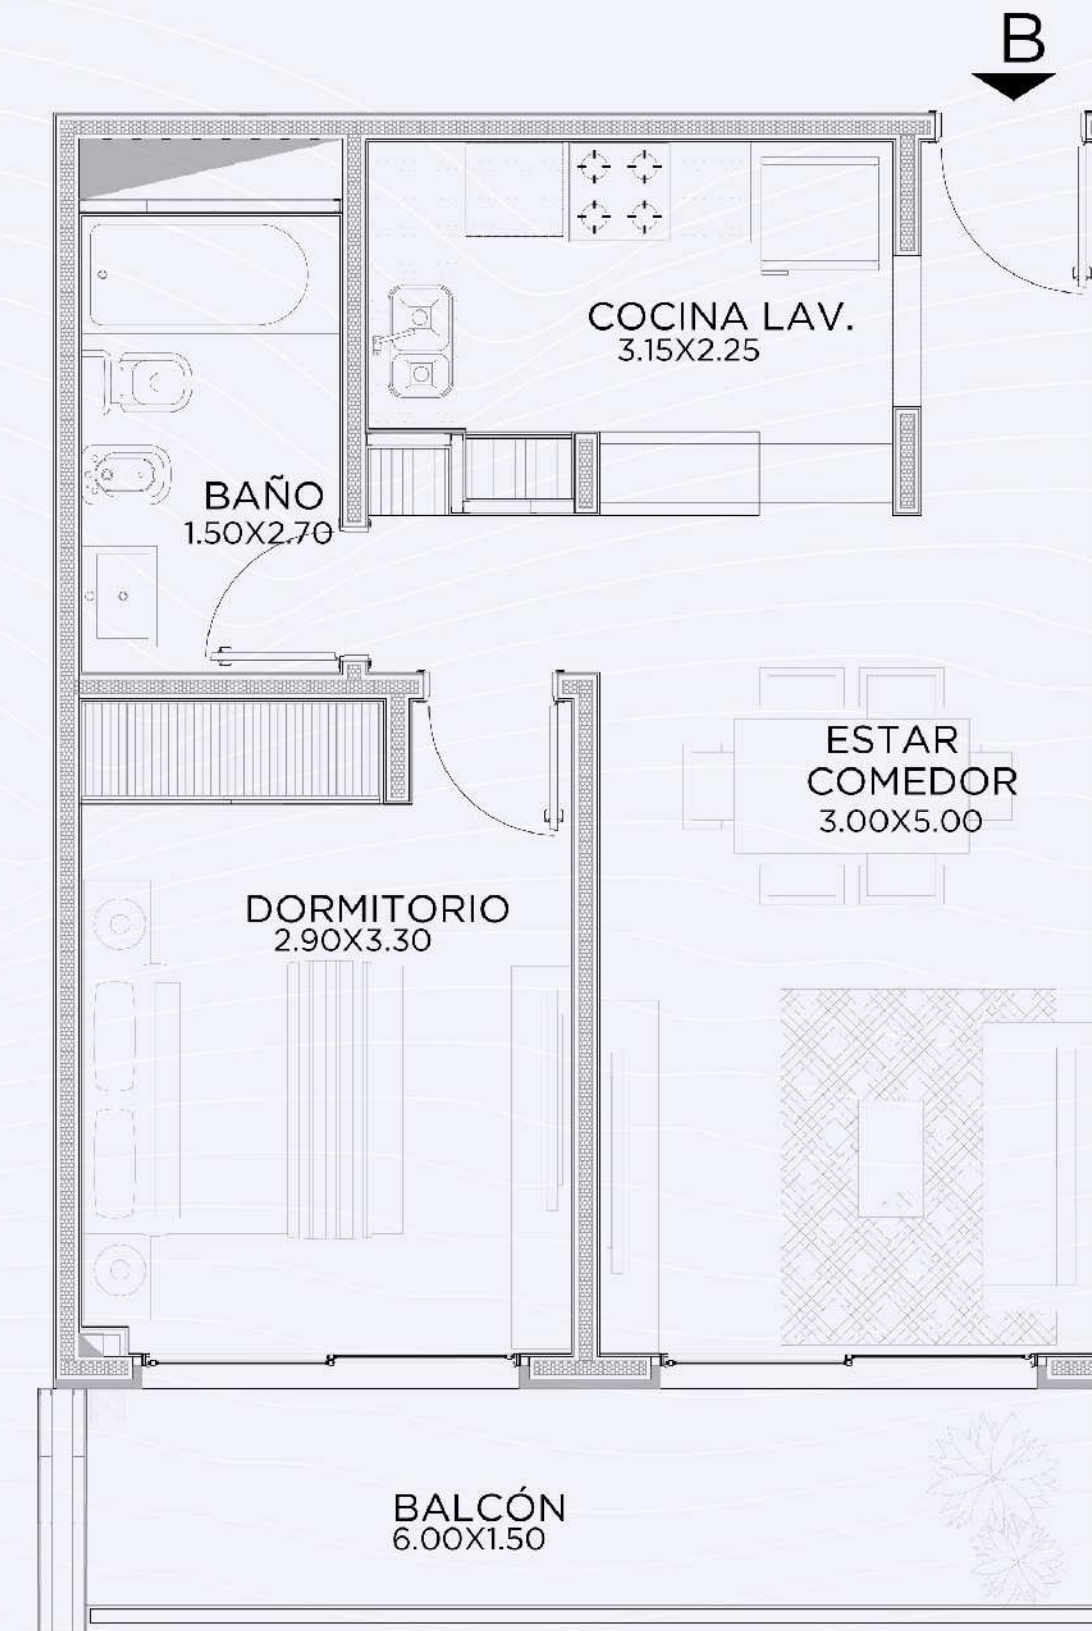 B
COCINA LAV.
3.15X2.25
BAÑO
1.50X2.70
ESTAR
COMEDOR
3.00X5.00
DORMITORIO
2.90X3.30
BALCÓN
6.00X1.50